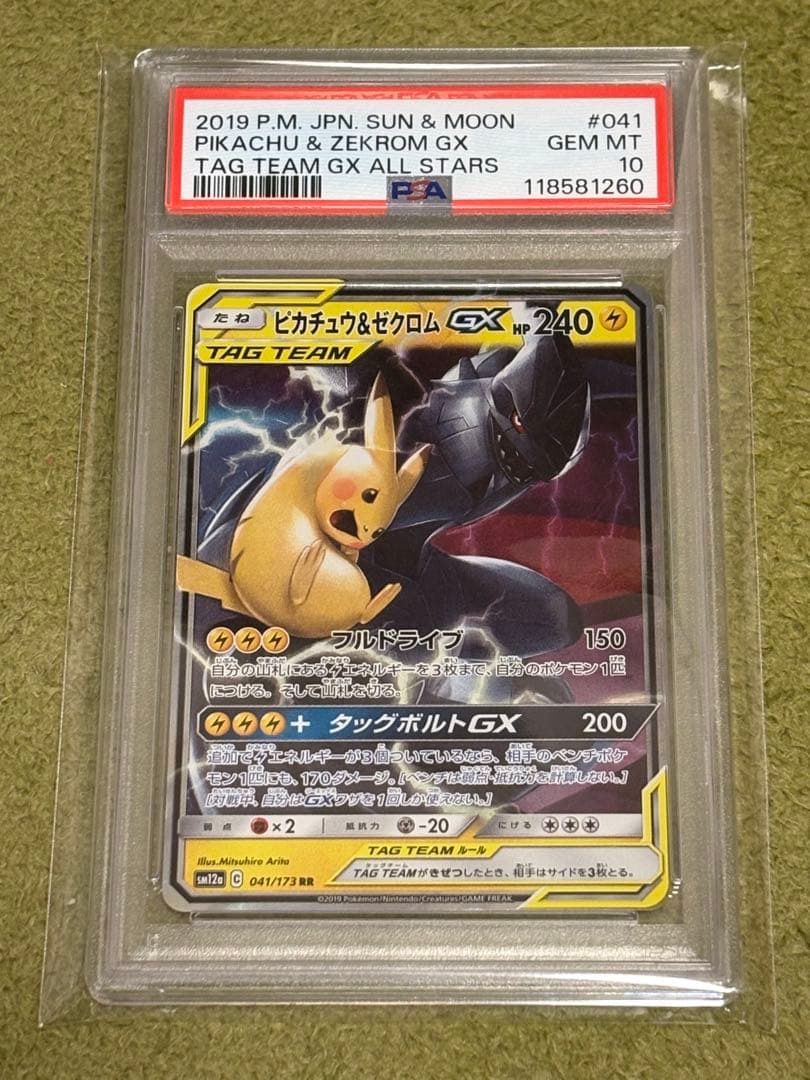 2019 P.M. JPN. SUN & MOON #041
PIKACHU & ZEKROM GX GEM MT
TAG TEAM GX ALL STARS 10
PSA 118581260
たね ピカチュウ&ゼクロムGX HP240
TAG TEAM
フルドライブ 150
自分の山札にあるエネルギーを3枚まで、自分のポケモン1匹
につける。そして山札を切る。
+ タッグボルトGX 200
追加でエネルギーが3個ついているなら、相手のベンチポケ
モン1匹にも、170ダメージ。[ベンチは弱点・抵抗力を計算しない。]
[対戦中、自分はGXワザを1回しか使えない。]
弱点 ×2 抵抗力 -20 にげる
TAG TEAM ルール
Illus.Mitsuhiro Arita
TAG TEAMがきぜつしたとき、相手はサイドを3枚とる。
SM12a C 041/173 RR
©2019 Pokémon/Nintendo/Creatures/GAME FREAK.